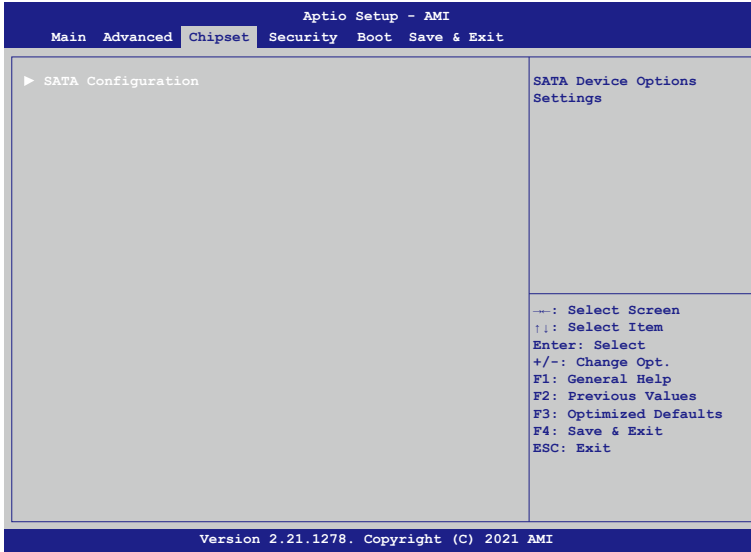 Aptio Setup - AMI
Main Advanced Chipset Security Boot Save & Exit
► SATA Configuration
SATA Device Options
Settings
→←: Select Screen
↑↓: Select Item
Enter: Select
+/-: Change Opt.
F1: General Help
F2: Previous Values
F3: Optimized Defaults
F4: Save & Exit
ESC: Exit
Version 2.21.1278. Copyright (C) 2021 AMI